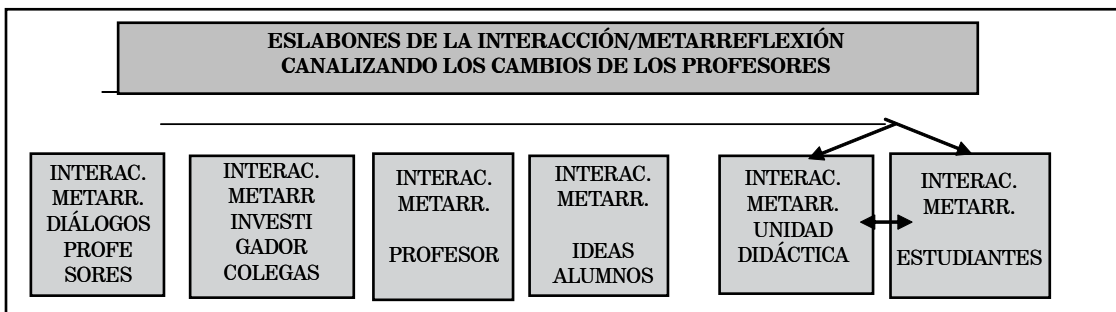 ESLABONES DE LA INTERACCIÓN/METARREFLEXIÓN
CANALIZANDO LOS CAMBIOS DE LOS PROFESORES
INTERAC.
METARR.
DIÁLOGOS
PROFE
SORES
INTERAC.
METARR
INVESTI
GADOR
COLEGAS
INTERAC.
METARR.
PROFESOR
INTERAC.
METARR.
IDEAS
ALUMNOS
INTERAC.
METARR.
UNIDAD
DIDÁCTICA
INTERAC.
METARR.
ESTUDIANTES